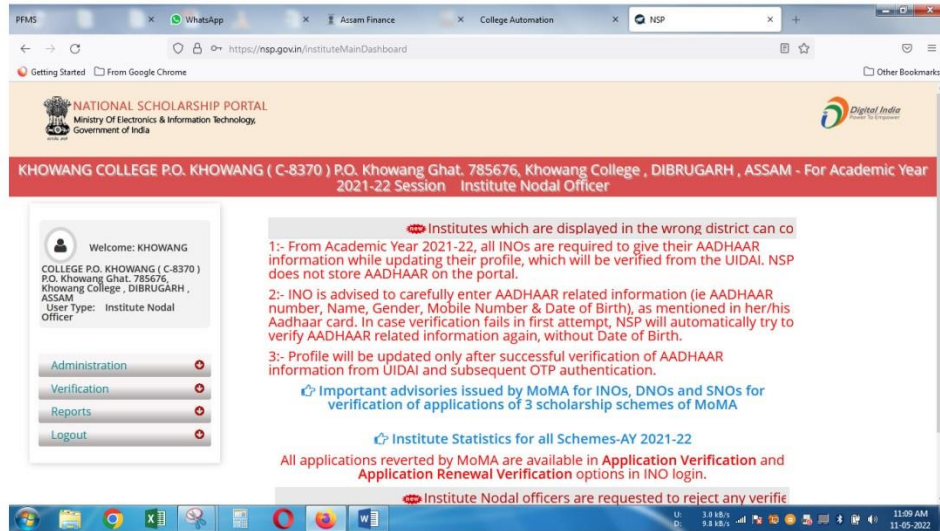 PFMS
WhatsApp
Assam Finance
College Automation
NSP
https://nsp.gov.in/instituteMainDashboard
Getting Started
From Google Chrome
Other Bookmarks
NATIONAL SCHOLARSHIP PORTAL
Ministry Of Electronics & Information Technology,
Government of India
Digital India
Power To Empower
KHOWANG COLLEGE P.O. KHOWANG ( C-8370 ) P.O. Khowang Ghat. 785676, Khowang College , DIBRUGARH , ASSAM - For Academic Year
2021-22 Session Institute Nodal Officer
Welcome: KHOWANG
COLLEGE P.O. KHOWANG ( C-8370 )
P.O. Khowang Ghat. 785676,
Khowang College , DIBRUGARH ,
ASSAM
User Type: Institute Nodal
Officer
Administration
Verification
Reports
Logout
new Institutes which are displayed in the wrong district can co
1:- From Academic Year 2021-22, all INOs are required to give their AADHAAR
information while updating their profile, which will be verified from the UIDAI. NSP
does not store AADHAAR on the portal.
2:- INO is advised to carefully enter AADHAAR related information (ie AADHAAR
number, Name, Gender, Mobile Number & Date of Birth), as mentioned in her/his
Aadhaar card. In case verification fails in first attempt, NSP will automatically try to
verify AADHAAR related information again, without Date of Birth.
3:- Profile will be updated only after successful verification of AADHAAR
information from UIDAI and subsequent OTP authentication.
Important advisories issued by MoMA for INOs, DNOs and SNOs for
verification of applications of 3 scholarship schemes of MoMA
Institute Statistics for all Schemes-AY 2021-22
All applications reverted by MoMA are available in Application Verification and
Application Renewal Verification options in INO login.
new Institute Nodal officers are requested to reject any verifie
U: 3.0 kB/s
D: 9.8 kB/s
11:09 AM
11-05-2022